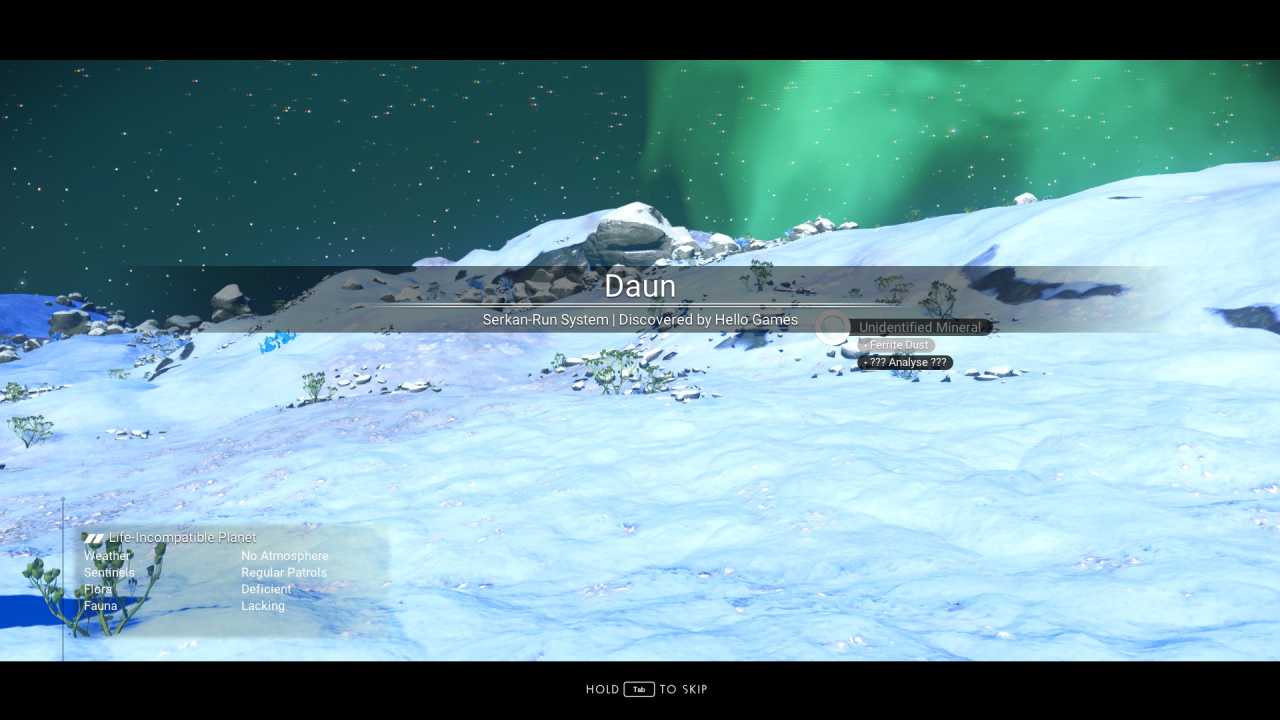 Daun
Serkan-Run System | Discovered by Hello Games
Unidentified Mineral
• Ferrite Dust
• ??? Analyse ???
Life-Incompatible Planet
Weather No Atmosphere
Sentinels Regular Patrols
Flora Deficient
Fauna Lacking
HOLD Tab TO SKIP